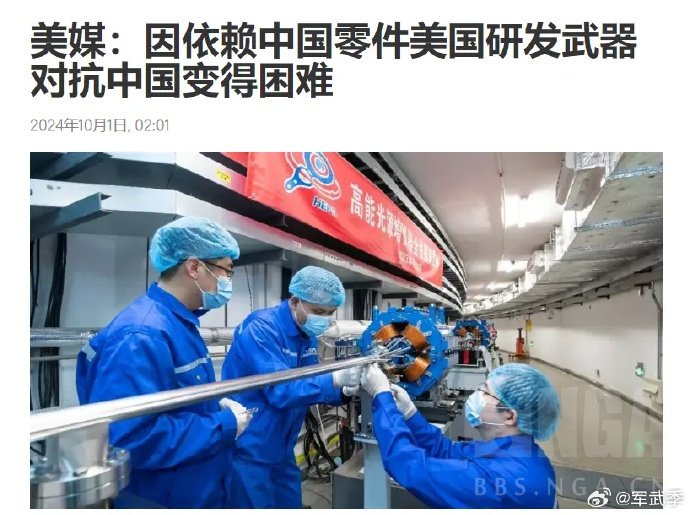 美媒：因依赖中国零件美国研发武器
对抗中国变得困难
2024年10月1日, 02:01
HEPS
高能光源
NGA
BBS.NGA.CN
@军武季